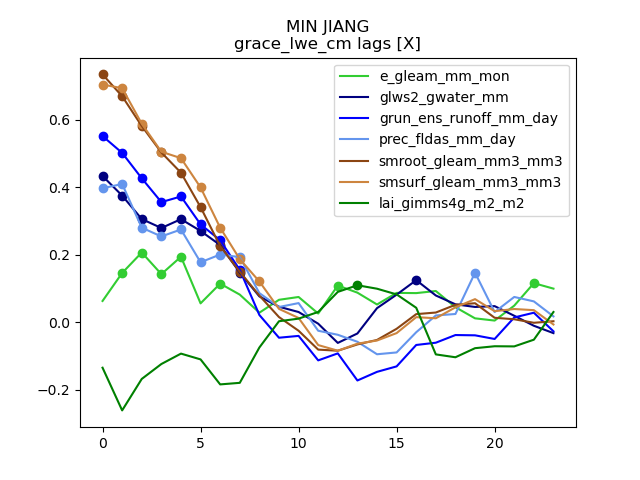 MIN JIANG
grace_lwe_cm lags [X]
e_gleam_mm_mon
glws2_gwater_mm
grun_ens_runoff_mm_day
prec_fldas_mm_day
smroot_gleam_mm3_mm3
smsurf_gleam_mm3_mm3
lai_gimms4g_m2_m2
0.6
0.4
0.2
0.0
−0.2
0 5 10 15 20